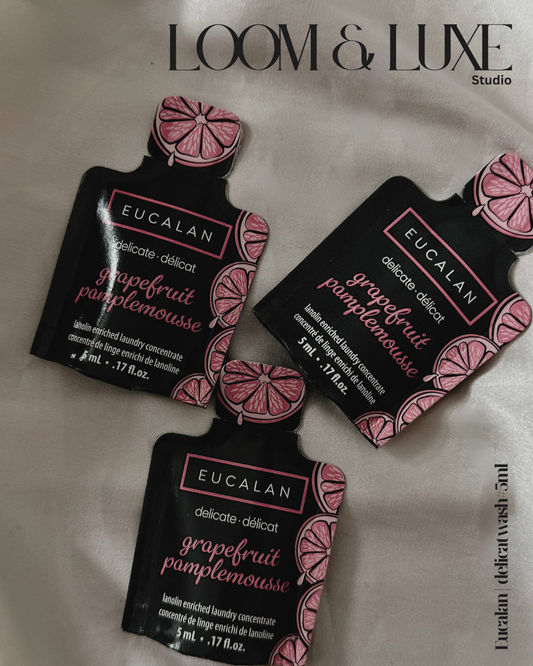 LOOM & LUXE
Studio
EUCALAN
delicate · délicat
grapefruit
pamplemousse
lanolin enriched laundry concentrate
concentré de linge enrichi de lanoline
5 mL • .17 fl.oz.
EUCALAN
delicate · délicat
grapefruit
pamplemousse
lanolin enriched laundry concentrate
concentré de linge enrichi de lanoline
5 mL • .17 fl.oz.
EUCALAN
delicate · délicat
grapefruit
pamplemousse
lanolin enriched laundry concentrate
concentré de linge enrichi de lanoline
5 mL • .17 fl.oz.
Eucalan | delicat wash | 5ml